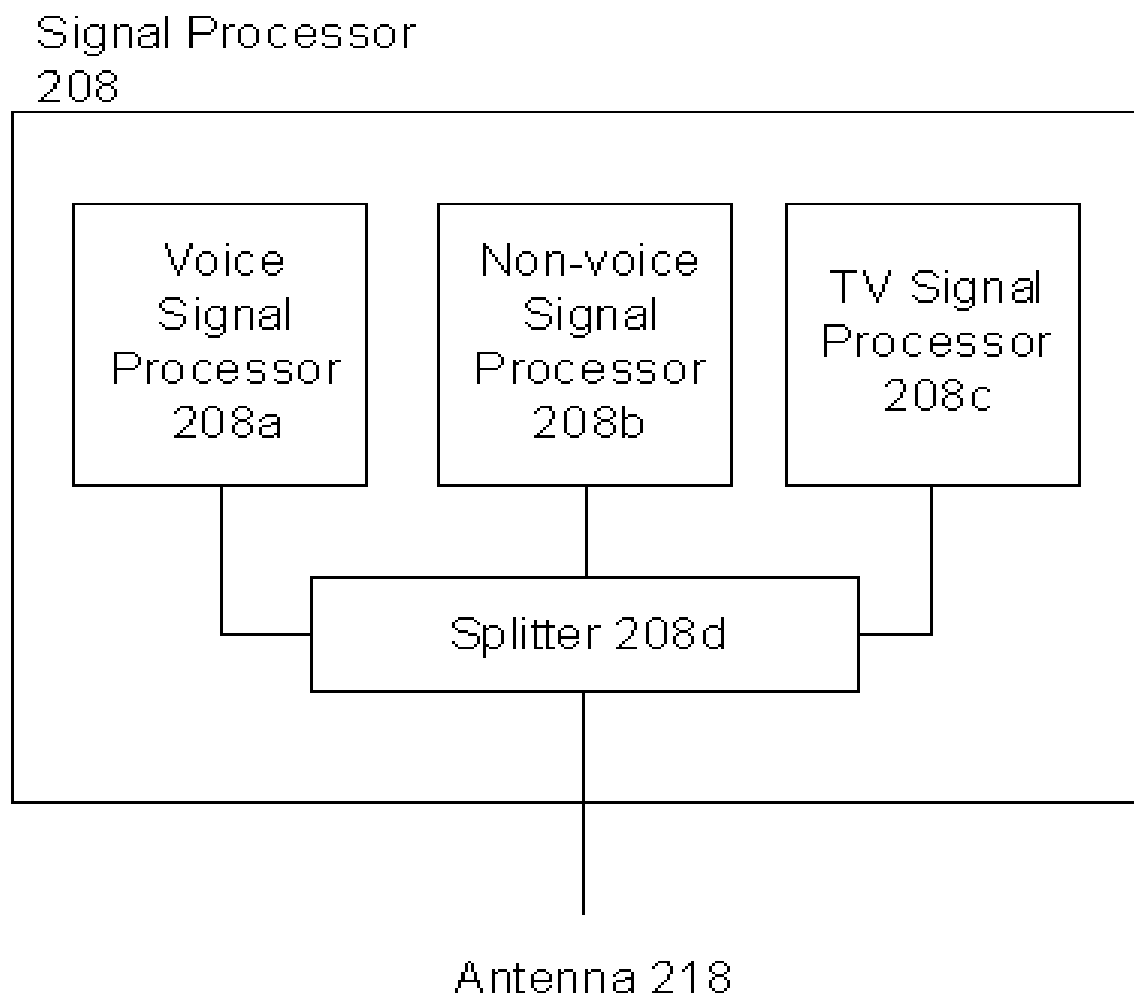 Signal Processor
208
Voice
Signal
Processor
208a
Non-voice
Signal
Processor
208b
TV Signal
Processor
208c
Splitter 208d
Antenna 218